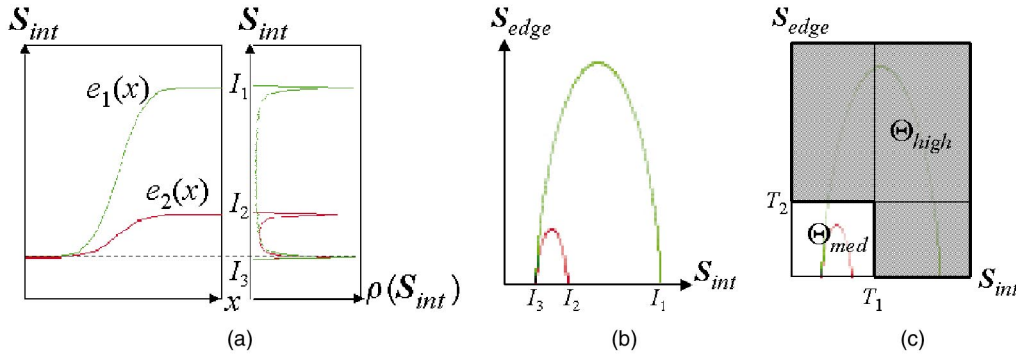 S_int
S_int
e_1(x)
I_1
e_2(x)
I_2
I_3
x
ρ(S_int)
(a)
S_edge
S_int
I_3 I_2 I_1
(b)
S_edge
Θ_high
T_2
Θ_med
T_1
S_int
(c)